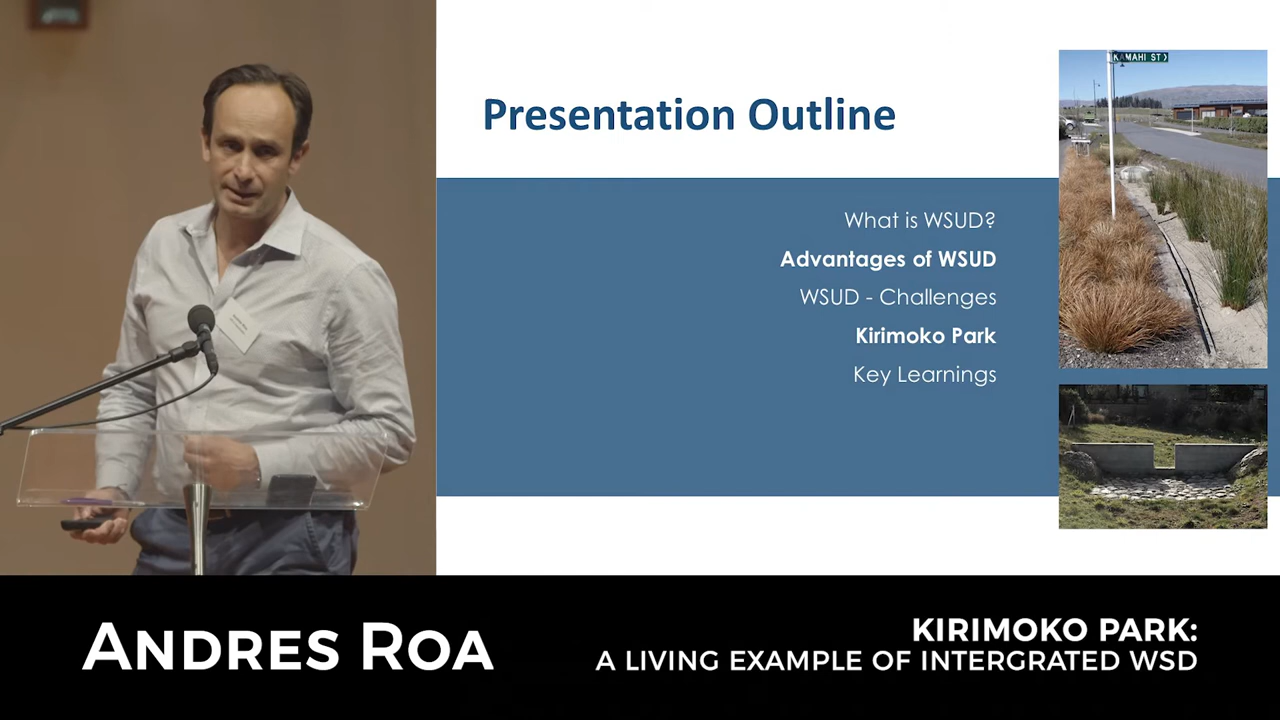 Presentation Outline
KAMAHI ST
What is WSUD?
Advantages of WSUD
WSUD - Challenges
Kirimoko Park
Key Learnings
ANDRES ROA
KIRIMOKO PARK:
A LIVING EXAMPLE OF INTERGRATED WSD